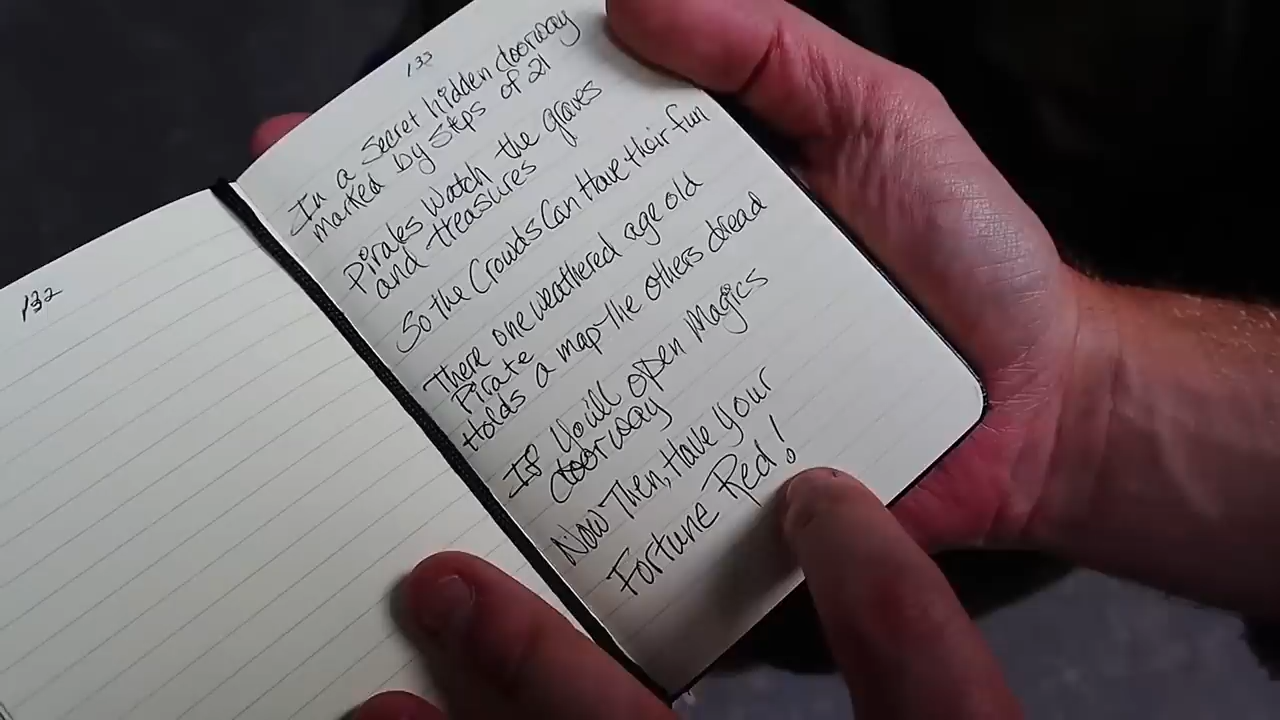 132
133
In a secret hidden doorway
marked by steps of 21
Pirates watch the graves
and treasures
So the Crowds Can Have their fun
There one weathered age old
Pirate
Holds a map the others dread
If you'll open Magics
doorway
Now Then, Have Your
Fortune Red!